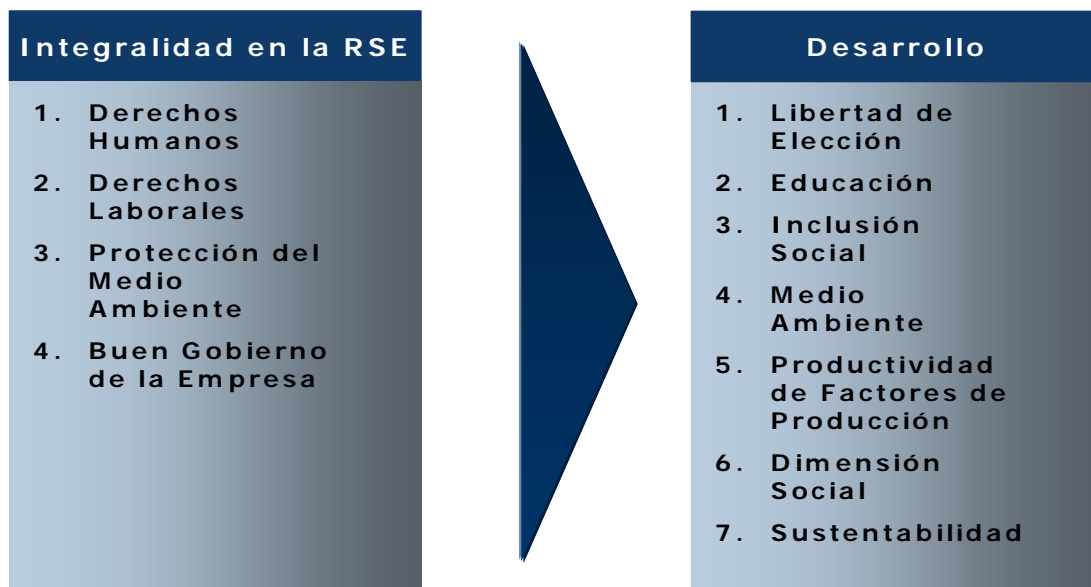 Integralidad en la RSE
1. Derechos
Humanos
2. Derechos
Laborales
3. Protección del
Medio
Ambiente
4. Buen Gobierno
de la Empresa
Desarrollo
1. Libertad de
Elección
2. Educación
3. Inclusión
Social
4. Medio
Ambiente
5. Productividad
de Factores de
Producción
6. Dimensión
Social
7. Sustentabilidad